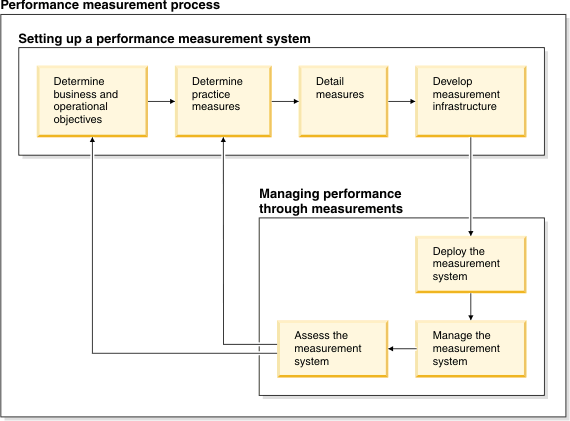 Performance measurement process
Setting up a performance measurement system
Determine
business and
operational
objectives
Determine
practice
measures
Detail
measures
Develop
measurement
infrastructure
Managing performance
through measurements
Deploy the
measurement
system
Assess the
measurement
system
Manage the
measurement
system